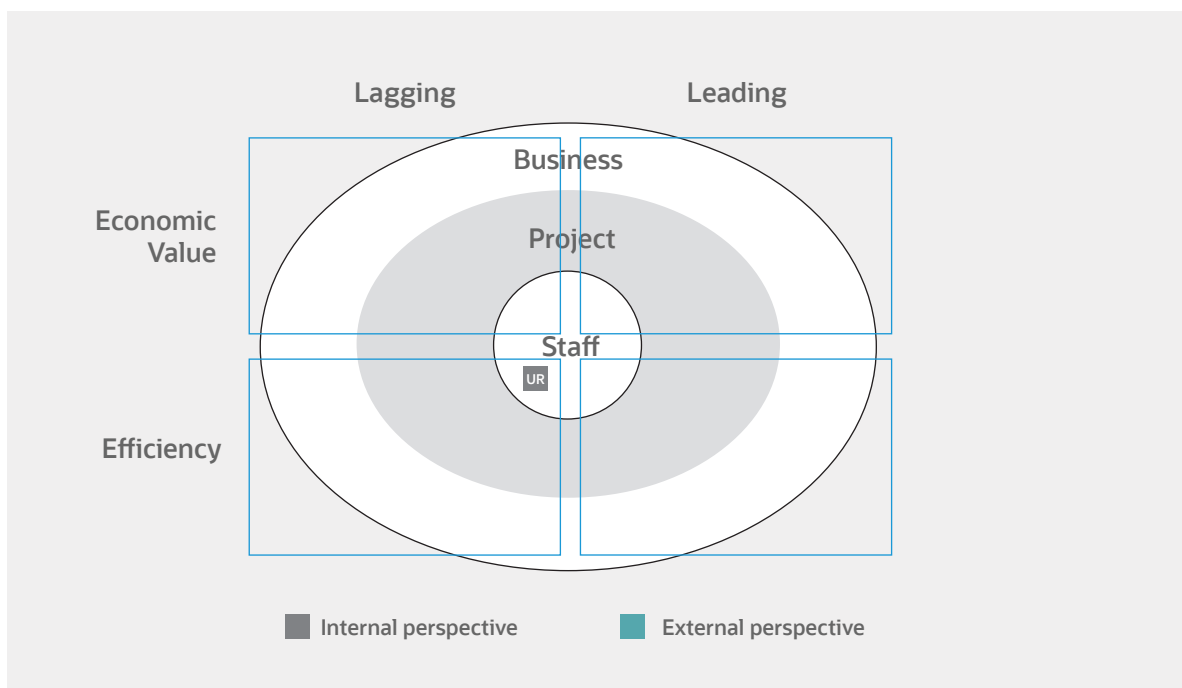 Lagging
Leading
Business
Economic
Value
Project
Staff
UR
Efficiency
Internal perspective
External perspective